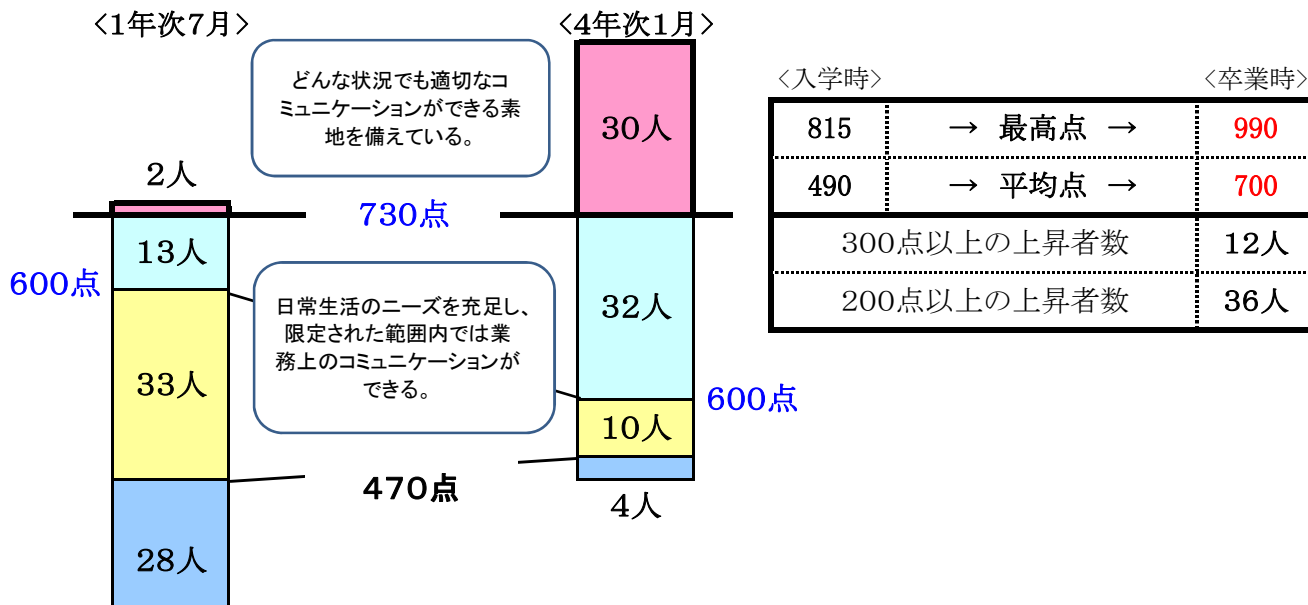 <1年次7月>
<4年次1月>
どんな状況でも適切なコ
ミュニケーションができる素
地を備えている。
30人
2人
730点
13人
600点
日常生活のニーズを充足し、
限定された範囲内では業
務上のコミュニケーションが
できる。
32人
33人
600点
10人
470点
4人
28人
<入学時>
<卒業時>
815 → 最高点 → 990
490 → 平均点 → 700
300点以上の上昇者数 12人
200点以上の上昇者数 36人